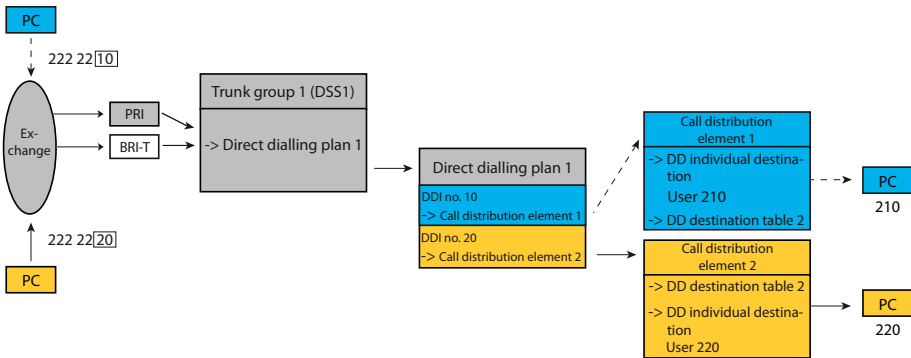 PC
222 22 10
Ex-
change
PRI
BRI-T
222 22 20
PC
Trunk group 1 (DSS1)
-> Direct dialling plan 1
Direct dialling plan 1
DDI no. 10
-> Call distribution element 1
DDI no. 20
-> Call distribution element 2
Call distribution
element 1
-> DD individual destina-
tion
User 210
-> DD destination table 2
PC
210
Call distribution
element 2
-> DD destination table 2
-> DD individual destina-
tion
User 220
PC
220